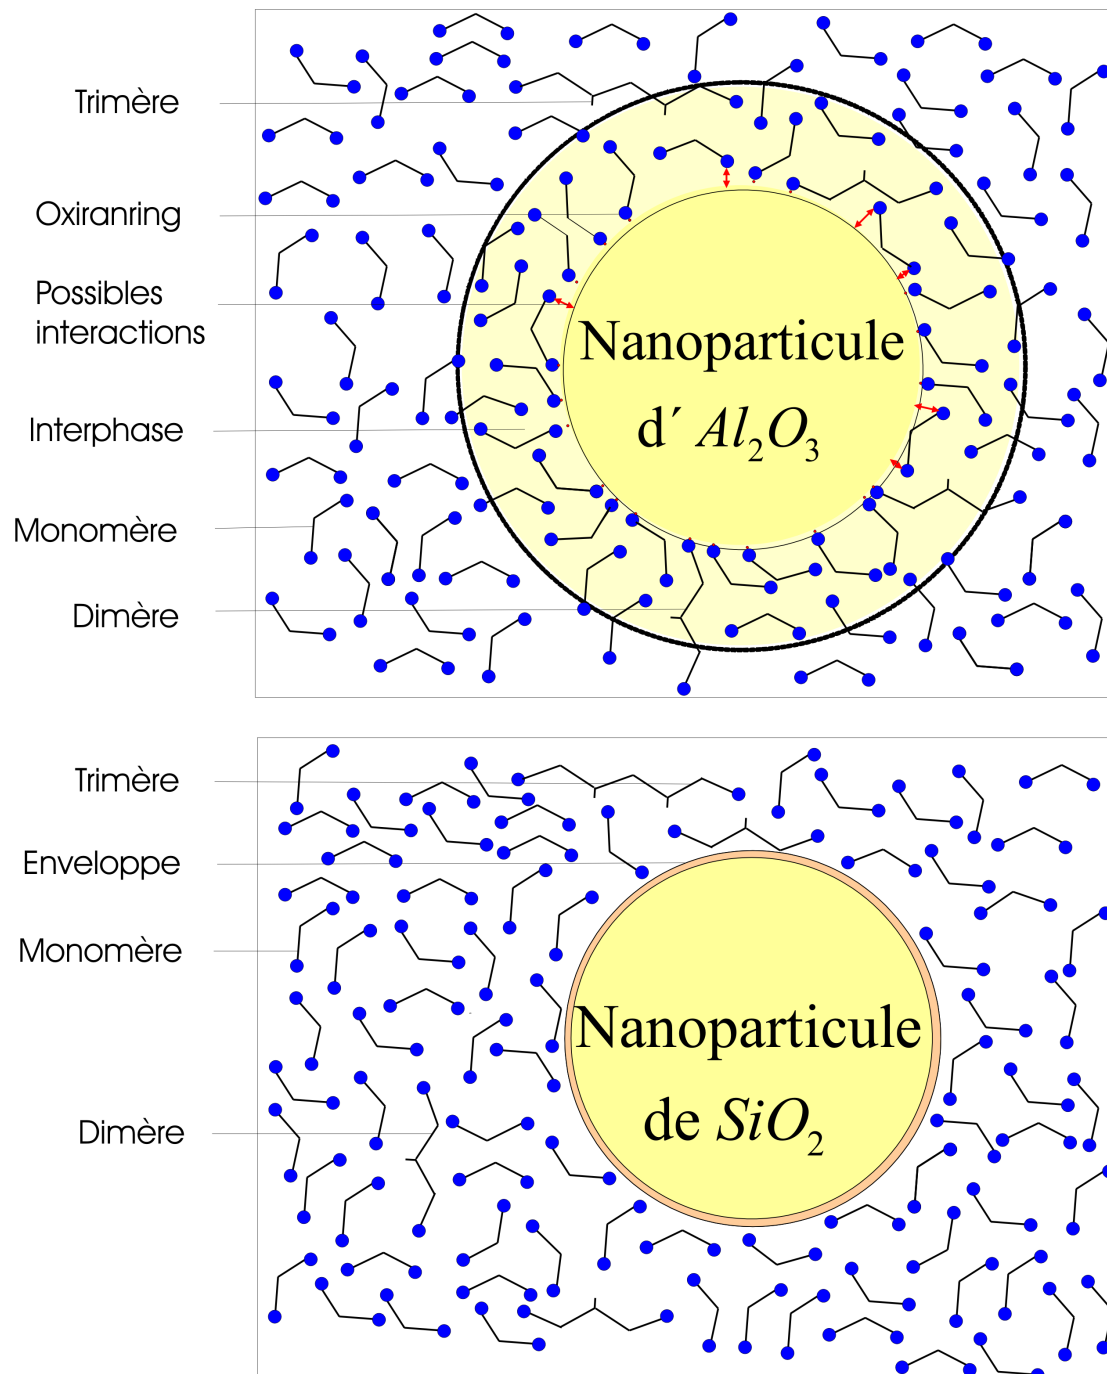 Trimère
Oxiranring
Possibles
interactions
Interphase
Monomère
Dimère
Nanoparticule
d´ Al₂O₃
Trimère
Enveloppe
Monomère
Dimère
Nanoparticule
de SiO₂